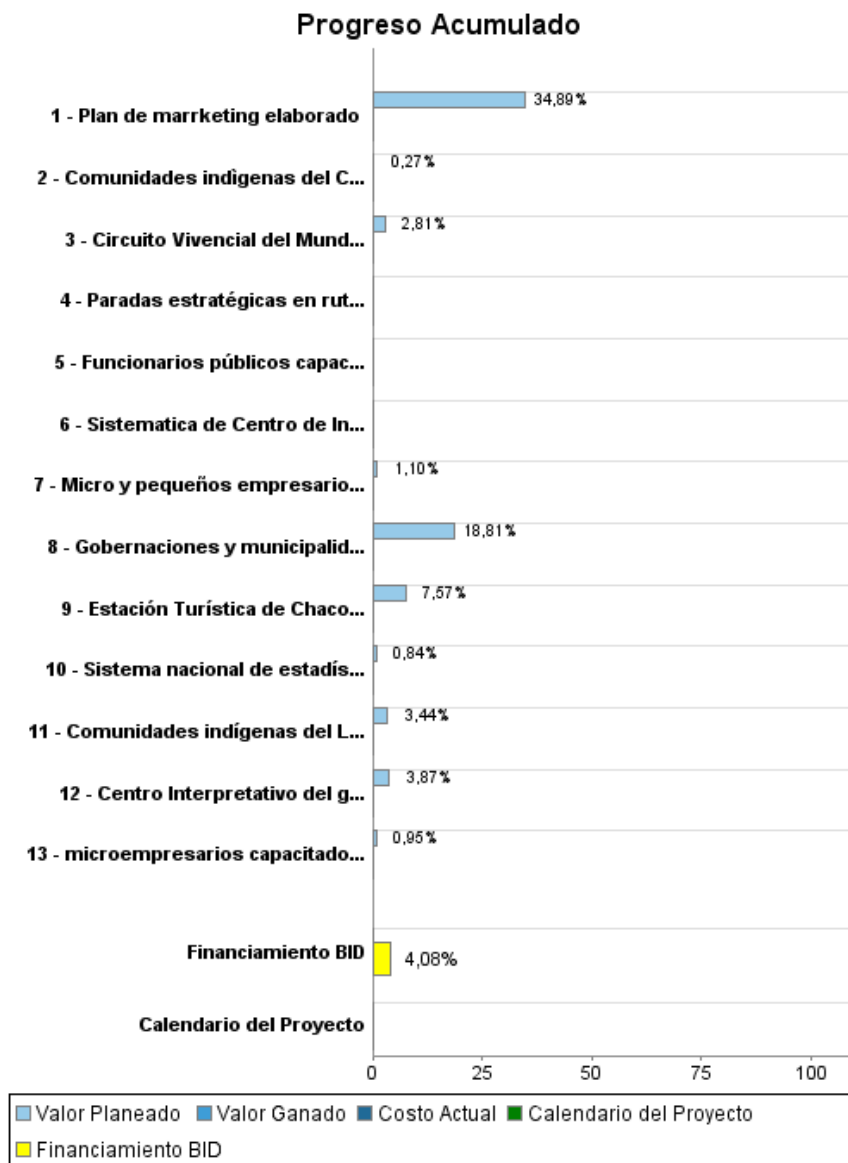 Progreso Acumulado
1 - Plan de marrketing elaborado
34,89%
2 - Comunidades indìgenas del C...
0,27%
3 - Circuito Vivencial del Mund...
2,81%
4 - Paradas estratégicas en rut...
5 - Funcionarios públicos capac...
6 - Sistematica de Centro de In...
7 - Micro y pequeños empresario...
1,10%
8 - Gobernaciones y municipalid...
18,81%
9 - Estación Turística de Chaco...
7,57%
10 - Sistema nacional de estadís...
0,84%
11 - Comunidades indígenas del L...
3,44%
12 - Centro Interpretativo del g...
3,87%
13 - microempresarios capacitado...
0,95%
Financiamiento BID
4,08%
Calendario del Proyecto
0 25 50 75 100
Valor Planeado Valor Ganado Costo Actual Calendario del Proyecto
Financiamiento BID